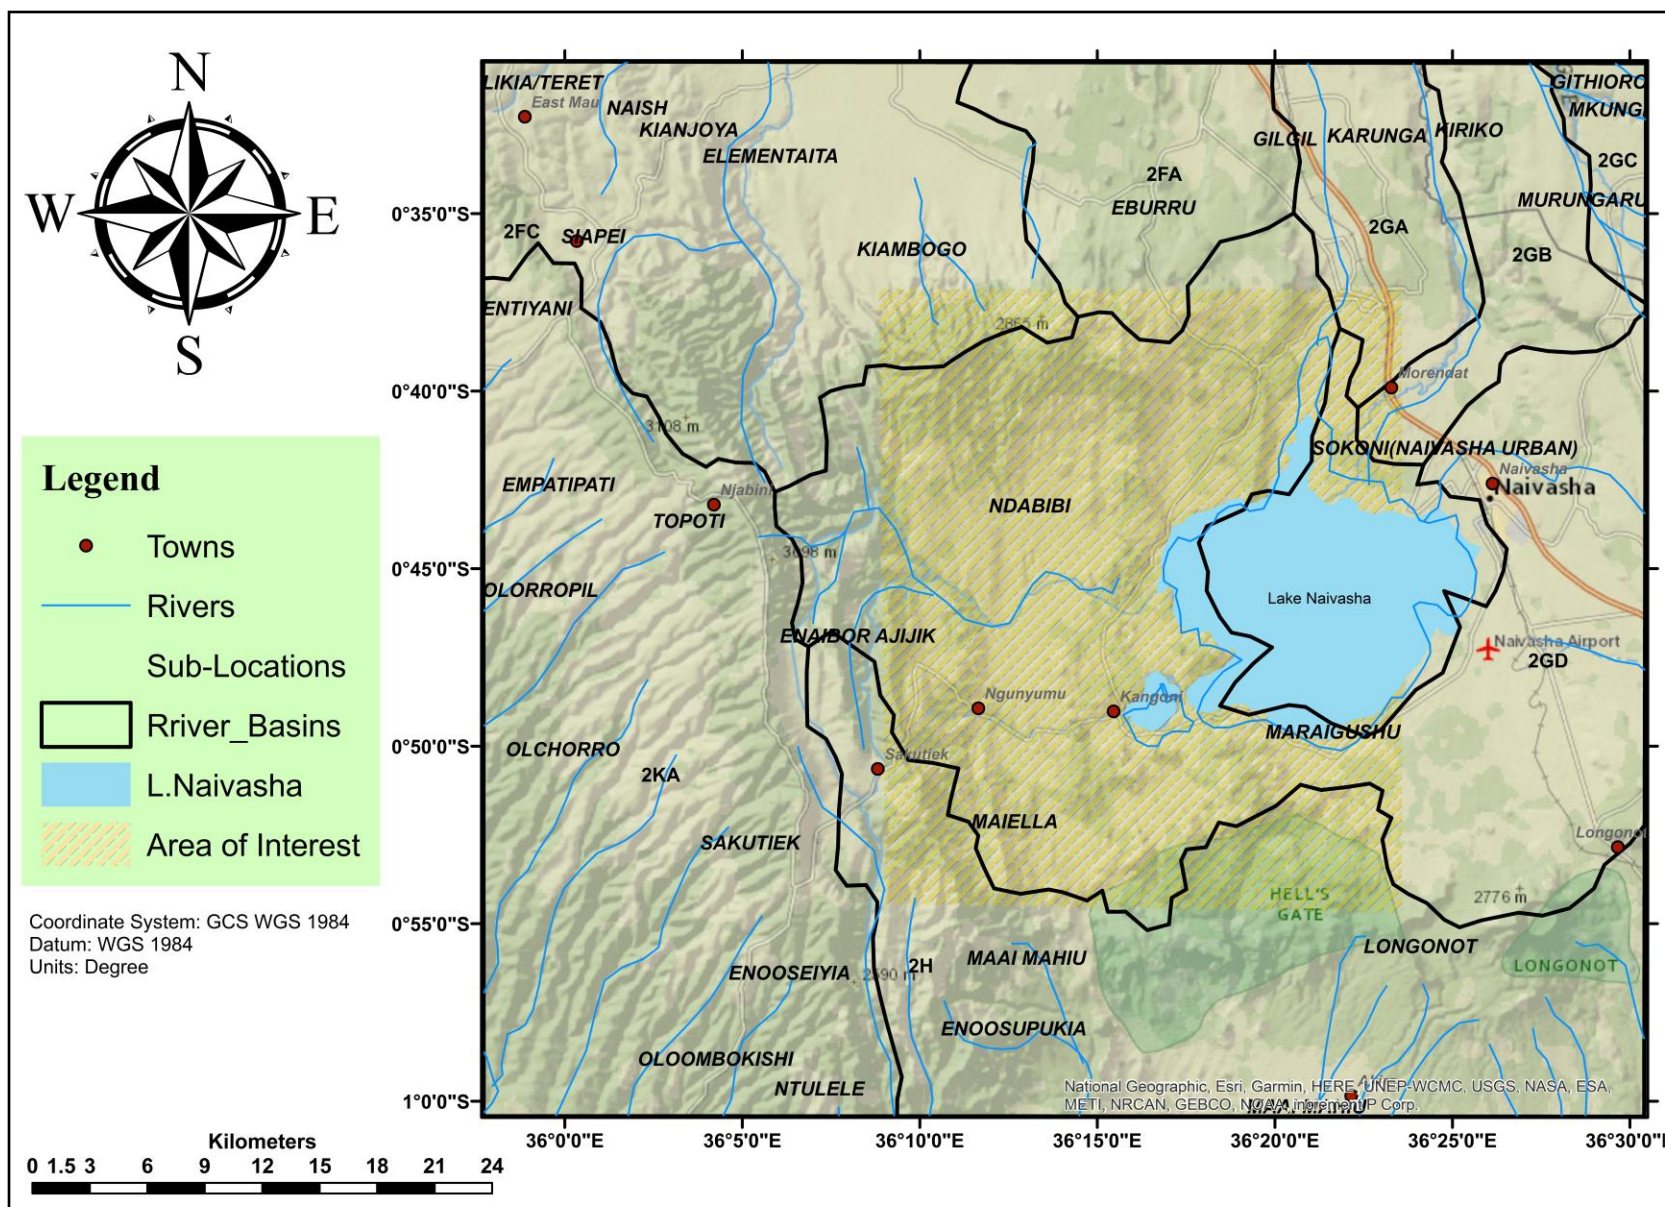 N
W
E
S
Legend
Towns
Rivers
Sub-Locations
Rriver_Basins
L.Naivasha
Area of Interest
Coordinate System: GCS WGS 1984
Datum: WGS 1984
Units: Degree
Kilometers
0 1.5 3 6 9 12 15 18 21 24
0°35'0"S
0°40'0"S
0°45'0"S
0°50'0"S
0°55'0"S
1°0'0"S
36°0'0"E 36°5'0"E 36°10'0"E 36°15'0"E 36°20'0"E 36°25'0"E 36°30'0"E
LIKIA/TERET
East Mau
NAISH
KIANJOYA
ELEMENTAITA
GILGIL
KARUNGA
KIRIKO
GITHIORO
MKUNG
2GC
MURUNGARU
2FA
EBURRU
2GA
2GB
2FC
SIAPEI
KIAMBOGO
ENTIYANI
2865 m
Morendat
3108 m
SOKONI(NAIVASHA URBAN)
Naivasha
Naivasha
EMPATIPATI
Njabini
TOPOTI
NDABIBI
3098 m
OLORROPIL
Lake Naivasha
ENAIBOR AJIJIK
Naivasha Airport
2GD
Ngunyumu
Kangoni
MARAIGUSHU
OLCHORRO
Sakutiek
2KA
MAIELLA
SAKUTIEK
Longonot
HELL'S
GATE
2776 m
LONGONOT
LONGONOT
2H
MAAI MAHIU
ENOOSEIYIA
2590 m
ENOOSUPUKIA
OLOOMBOKISHI
NTULELE
National Geographic, Esri, Garmin, HERE, UNEP-WCMC, USGS, NASA, ESA,
METI, NRCAN, GEBCO, NOAA, increment P Corp.